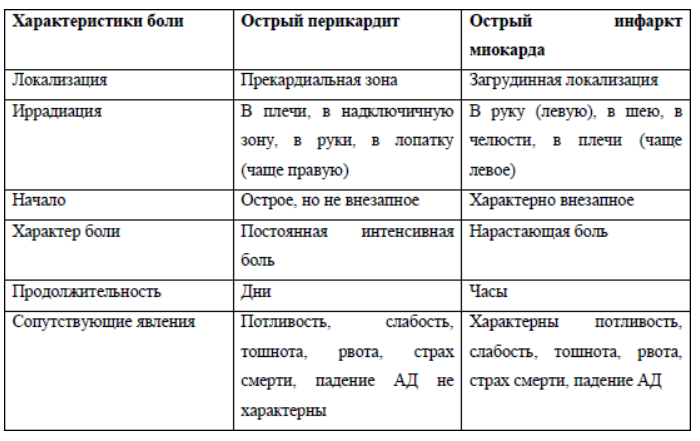 Характеристики боли Острый перикардит Острый инфаркт
миокарда
Локализация Прекардиальная зона Загрудинная локализация
Иррадиация В плечи, в надключичную В руку (левую), в шею, в
зону, в руки, в лопатку челюсти, в плечи (чаще
(чаще правую) левое)
Начало Острое, но не внезапное Характерно внезапное
Характер боли Постоянная интенсивная Нарастающая боль
боль
Продолжительность Дни Часы
Сопутствующие явления Потливость, слабость, Характерны потливость,
тошнота, рвота, страх слабость, тошнота, рвота,
смерти, падение АД не страх смерти, падение АД
характерны